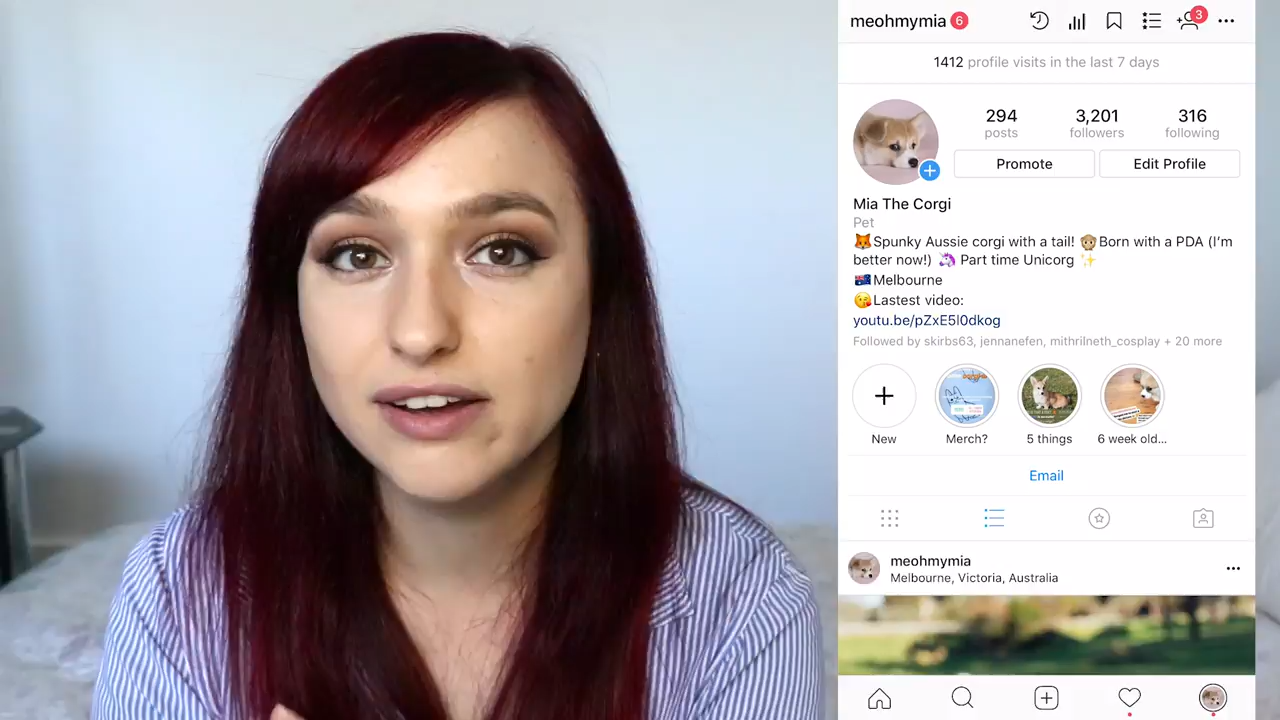 meohmymia 6
3
1412 profile visits in the last 7 days
294 3,201 316
posts followers following
Promote Edit Profile
Mia The Corgi
Pet
🦊Spunky Aussie corgi with a tail! 🐵Born with a PDA (I'm
better now!) 🦄 Part time Unicorg ✨
🇦🇺Melbourne
😘Lastest video:
youtu.be/pZxE5l0dkog
Followed by skirbs63, jennanefen, mithrilneth_cosplay + 20 more
New Merch? 5 things 6 week old...
Email
meohmymia
Melbourne, Victoria, Australia